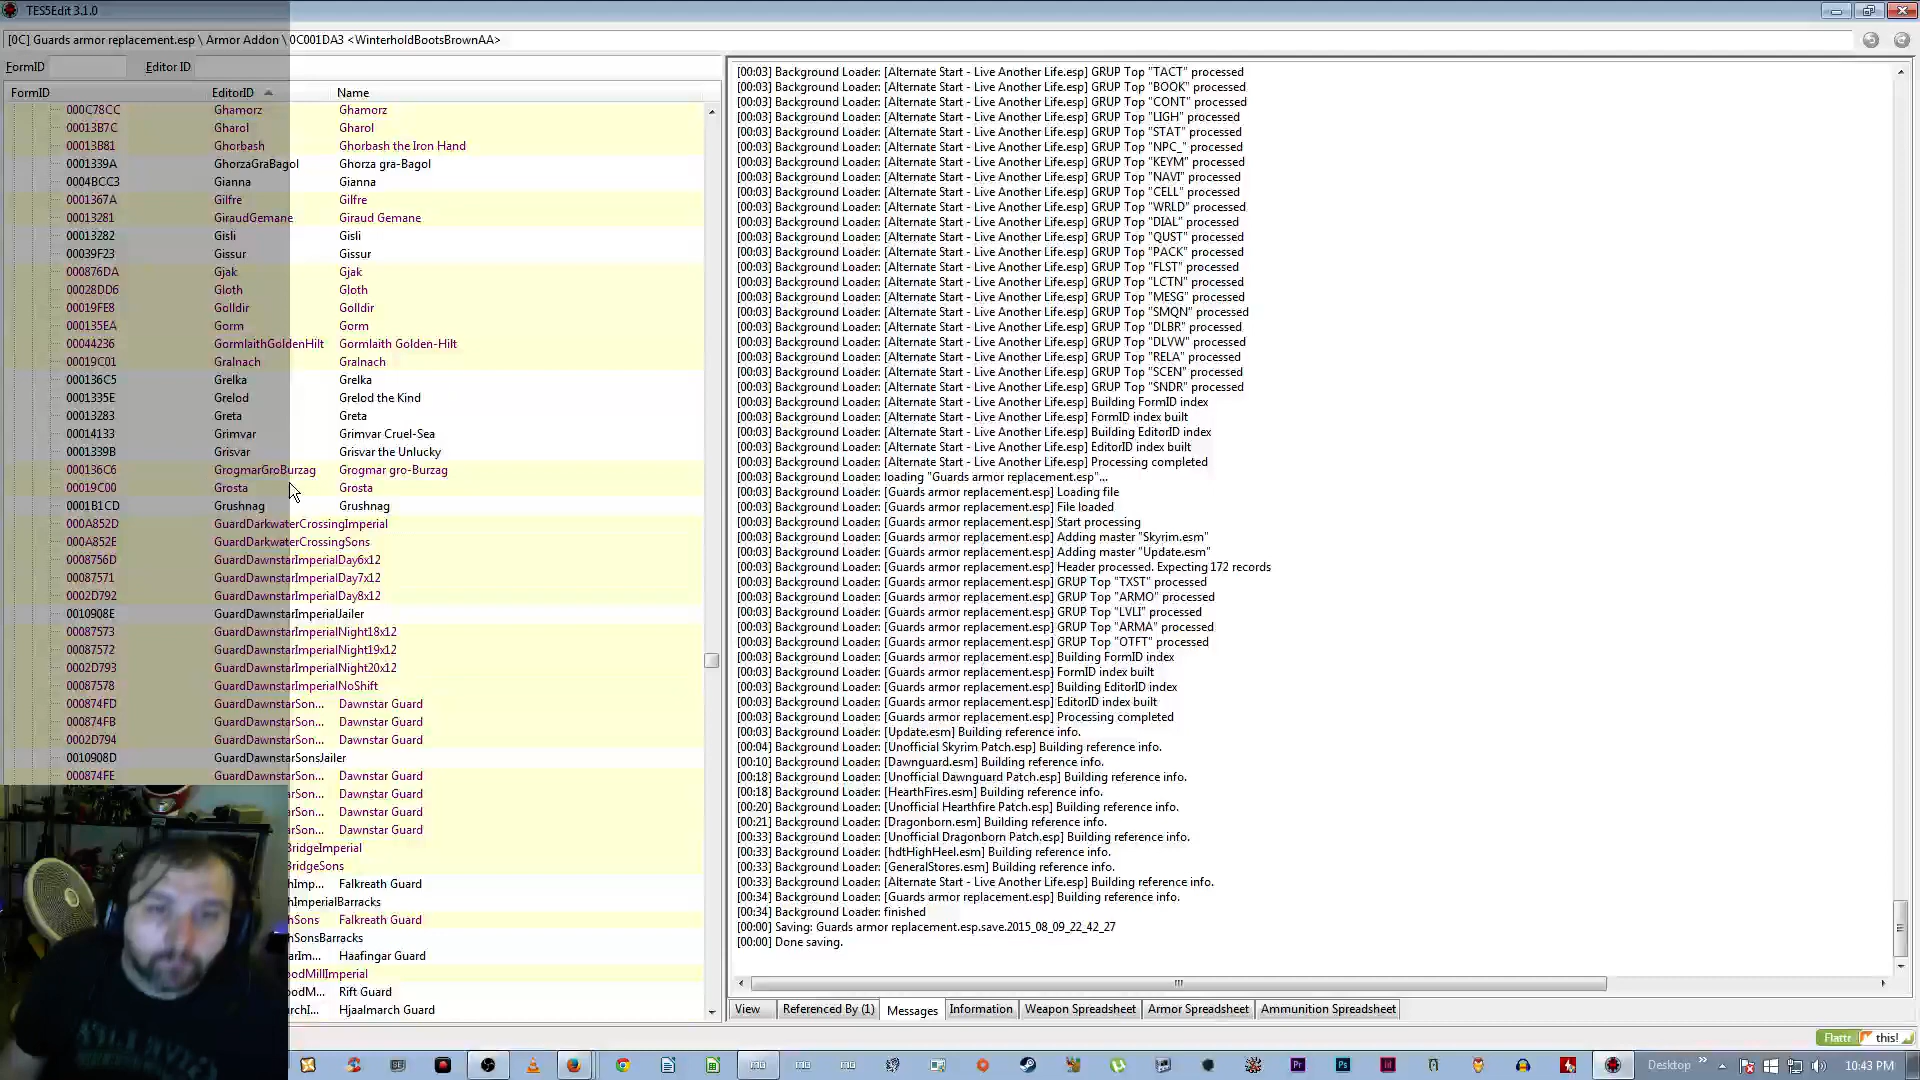 TES5Edit 3.1.0
[0C] Guards armor replacement.esp \ Armor Addon \ 0C001DA3 <WinterholdBootsBrownAA>
FormID Editor ID
FormID EditorID Name
000C78CC Ghamorz Ghamorz
00013B7C Gharol Gharol
00013B81 Ghorbash Ghorbash the Iron Hand
0001339A GhorzaGraBagol Ghorza gra-Bagol
0004BCC3 Gianna Gianna
0001367A Gilfre Gilfre
00013281 GiraudGemane Giraud Gemane
00013282 Gisli Gisli
00039F23 Gissur Gissur
000876DA Gjak Gjak
00028DD6 Gloth Gloth
00019FE8 Golldir Golldir
000135EA Gorm Gorm
00044236 GormlaithGoldenHilt Gormlaith Golden-Hilt
00019C01 Gralnach Gralnach
000136C5 Grelka Grelka
0001335E Grelod Grelod the Kind
00013283 Greta Greta
00014133 Grimvar Grimvar Cruel-Sea
0001339B Grisvar Grisvar the Unlucky
000136C6 GrogmarGroBurzag Grogmar gro-Burzag
00019C00 Grosta Grosta
0001B1CD Grushnag Grushnag
000A852D GuardDarkwaterCrossingImperial
000A852E GuardDarkwaterCrossingSons
0008756D GuardDawnstarImperialDay6x12
00087571 GuardDawnstarImperialDay7x12
0002D792 GuardDawnstarImperialDay8x12
0010908E GuardDawnstarImperialJailer
00087573 GuardDawnstarImperialNight18x12
00087572 GuardDawnstarImperialNight19x12
0002D793 GuardDawnstarImperialNight20x12
00087578 GuardDawnstarImperialNoShift
000874FD GuardDawnstarSon... Dawnstar Guard
000874FB GuardDawnstarSon... Dawnstar Guard
0002D794 GuardDawnstarSon... Dawnstar Guard
0010908D GuardDawnstarSonsJailer
000874FE GuardDawnstarSon... Dawnstar Guard
rSon... Dawnstar Guard
rSon... Dawnstar Guard
rSon... Dawnstar Guard
BridgeImperial
BridgeSons
hImp... Falkreath Guard
hImperialBarracks
hSons Falkreath Guard
hSonsBarracks
arIm... Haafingar Guard
oodMillImperial
oodM... Rift Guard
rchI... Hjaalmarch Guard
[00:03] Background Loader: [Alternate Start - Live Another Life.esp] GRUP Top "TACT" processed
[00:03] Background Loader: [Alternate Start - Live Another Life.esp] GRUP Top "BOOK" processed
[00:03] Background Loader: [Alternate Start - Live Another Life.esp] GRUP Top "CONT" processed
[00:03] Background Loader: [Alternate Start - Live Another Life.esp] GRUP Top "LIGH" processed
[00:03] Background Loader: [Alternate Start - Live Another Life.esp] GRUP Top "STAT" processed
[00:03] Background Loader: [Alternate Start - Live Another Life.esp] GRUP Top "NPC_" processed
[00:03] Background Loader: [Alternate Start - Live Another Life.esp] GRUP Top "KEYM" processed
[00:03] Background Loader: [Alternate Start - Live Another Life.esp] GRUP Top "NAVI" processed
[00:03] Background Loader: [Alternate Start - Live Another Life.esp] GRUP Top "CELL" processed
[00:03] Background Loader: [Alternate Start - Live Another Life.esp] GRUP Top "WRLD" processed
[00:03] Background Loader: [Alternate Start - Live Another Life.esp] GRUP Top "DIAL" processed
[00:03] Background Loader: [Alternate Start - Live Another Life.esp] GRUP Top "QUST" processed
[00:03] Background Loader: [Alternate Start - Live Another Life.esp] GRUP Top "PACK" processed
[00:03] Background Loader: [Alternate Start - Live Another Life.esp] GRUP Top "FLST" processed
[00:03] Background Loader: [Alternate Start - Live Another Life.esp] GRUP Top "LCTN" processed
[00:03] Background Loader: [Alternate Start - Live Another Life.esp] GRUP Top "MESG" processed
[00:03] Background Loader: [Alternate Start - Live Another Life.esp] GRUP Top "SMQN" processed
[00:03] Background Loader: [Alternate Start - Live Another Life.esp] GRUP Top "DLBR" processed
[00:03] Background Loader: [Alternate Start - Live Another Life.esp] GRUP Top "DLVW" processed
[00:03] Background Loader: [Alternate Start - Live Another Life.esp] GRUP Top "RELA" processed
[00:03] Background Loader: [Alternate Start - Live Another Life.esp] GRUP Top "SCEN" processed
[00:03] Background Loader: [Alternate Start - Live Another Life.esp] GRUP Top "SNDR" processed
[00:03] Background Loader: [Alternate Start - Live Another Life.esp] Building FormID index
[00:03] Background Loader: [Alternate Start - Live Another Life.esp] FormID index built
[00:03] Background Loader: [Alternate Start - Live Another Life.esp] Building EditorID index
[00:03] Background Loader: [Alternate Start - Live Another Life.esp] EditorID index built
[00:03] Background Loader: [Alternate Start - Live Another Life.esp] Processing completed
[00:03] Background Loader: loading "Guards armor replacement.esp"...
[00:03] Background Loader: [Guards armor replacement.esp] Loading file
[00:03] Background Loader: [Guards armor replacement.esp] File loaded
[00:03] Background Loader: [Guards armor replacement.esp] Start processing
[00:03] Background Loader: [Guards armor replacement.esp] Adding master "Skyrim.esm"
[00:03] Background Loader: [Guards armor replacement.esp] Adding master "Update.esm"
[00:03] Background Loader: [Guards armor replacement.esp] Header processed. Expecting 172 records
[00:03] Background Loader: [Guards armor replacement.esp] GRUP Top "TXST" processed
[00:03] Background Loader: [Guards armor replacement.esp] GRUP Top "ARMO" processed
[00:03] Background Loader: [Guards armor replacement.esp] GRUP Top "LVLI" processed
[00:03] Background Loader: [Guards armor replacement.esp] GRUP Top "ARMA" processed
[00:03] Background Loader: [Guards armor replacement.esp] GRUP Top "OTFT" processed
[00:03] Background Loader: [Guards armor replacement.esp] Building FormID index
[00:03] Background Loader: [Guards armor replacement.esp] FormID index built
[00:03] Background Loader: [Guards armor replacement.esp] Building EditorID index
[00:03] Background Loader: [Guards armor replacement.esp] EditorID index built
[00:03] Background Loader: [Guards armor replacement.esp] Processing completed
[00:03] Background Loader: [Update.esm] Building reference info.
[00:04] Background Loader: [Unofficial Skyrim Patch.esp] Building reference info.
[00:10] Background Loader: [Dawnguard.esm] Building reference info.
[00:18] Background Loader: [Unofficial Dawnguard Patch.esp] Building reference info.
[00:18] Background Loader: [HearthFires.esm] Building reference info.
[00:20] Background Loader: [Unofficial Hearthfire Patch.esp] Building reference info.
[00:21] Background Loader: [Dragonborn.esm] Building reference info.
[00:33] Background Loader: [Unofficial Dragonborn Patch.esp] Building reference info.
[00:33] Background Loader: [hdtHighHeel.esm] Building reference info.
[00:33] Background Loader: [GeneralStores.esm] Building reference info.
[00:33] Background Loader: [Alternate Start - Live Another Life.esp] Building reference info.
[00:34] Background Loader: [Guards armor replacement.esp] Building reference info.
[00:34] Background Loader: finished
[00:00] Saving: Guards armor replacement.esp.save.2015_08_09_22_42_27
[00:00] Done saving.
View Referenced By (1) Messages Information Weapon Spreadsheet Armor Spreadsheet Ammunition Spreadsheet
Flattr this!
Desktop 10:43 PM